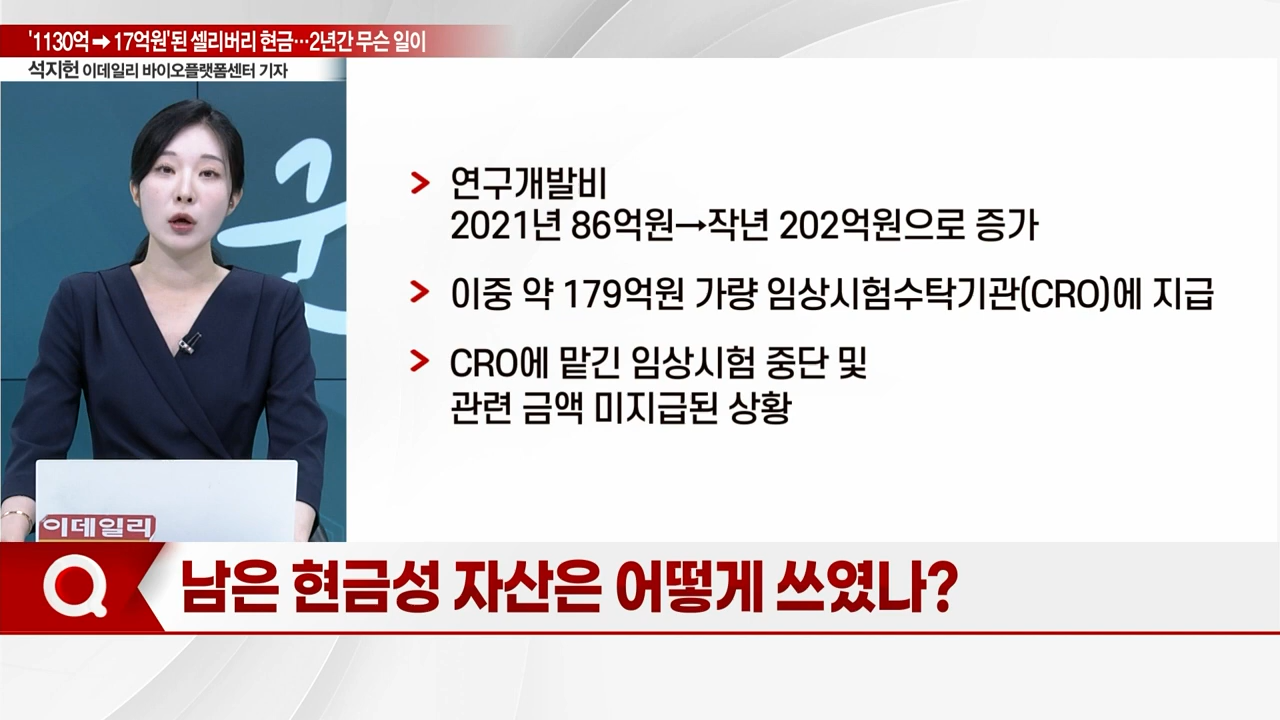 '1130억➡17억원'된 셀리버리 현금…2년간 무슨 일이
석지헌 이데일리 바이오플랫폼센터 기자
> 연구개발비
2021년 86억원→작년 202억원으로 증가
> 이중 약 179억원 가량 임상시험수탁기관(CRO)에 지급
> CRO에 맡긴 임상시험 중단 및
관련 금액 미지급된 상황
이데일리
Q 남은 현금성 자산은 어떻게 쓰였나?